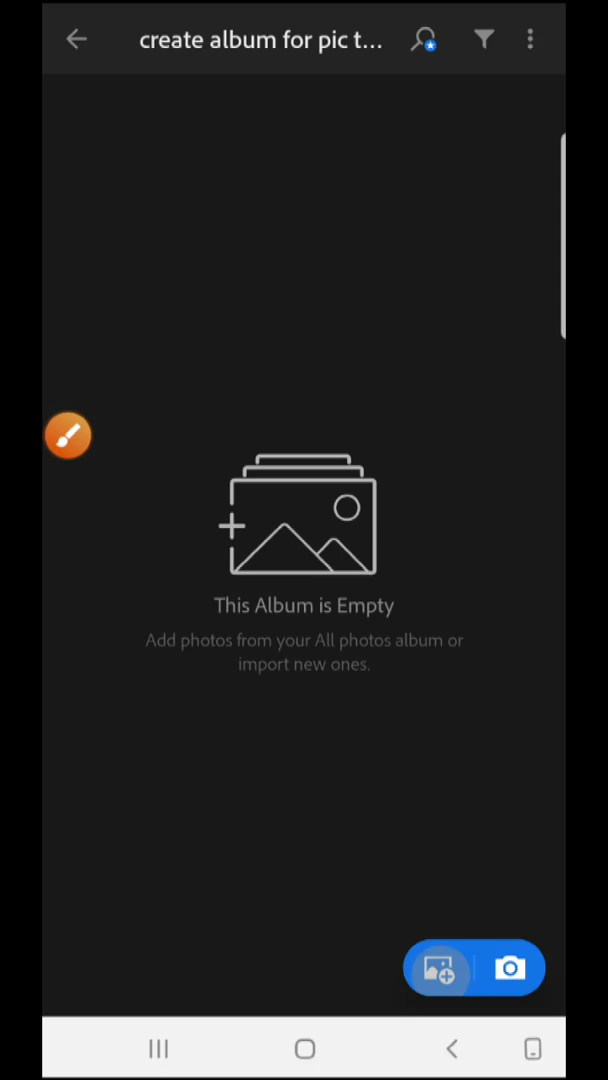 create album for pic t...
This Album is Empty
Add photos from your All photos album or
import new ones.